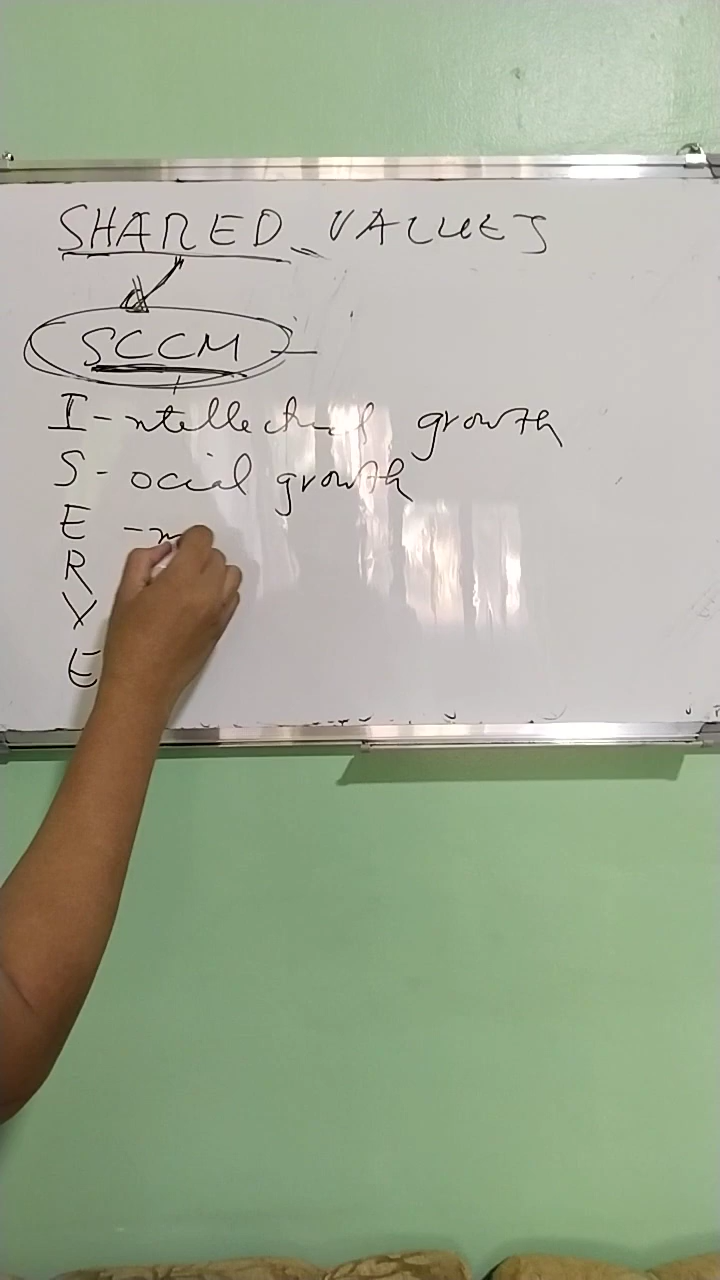 SHARED VALUES
SCCM
I-ntellectual growth
S-ocial growth
E -m
R
V
E